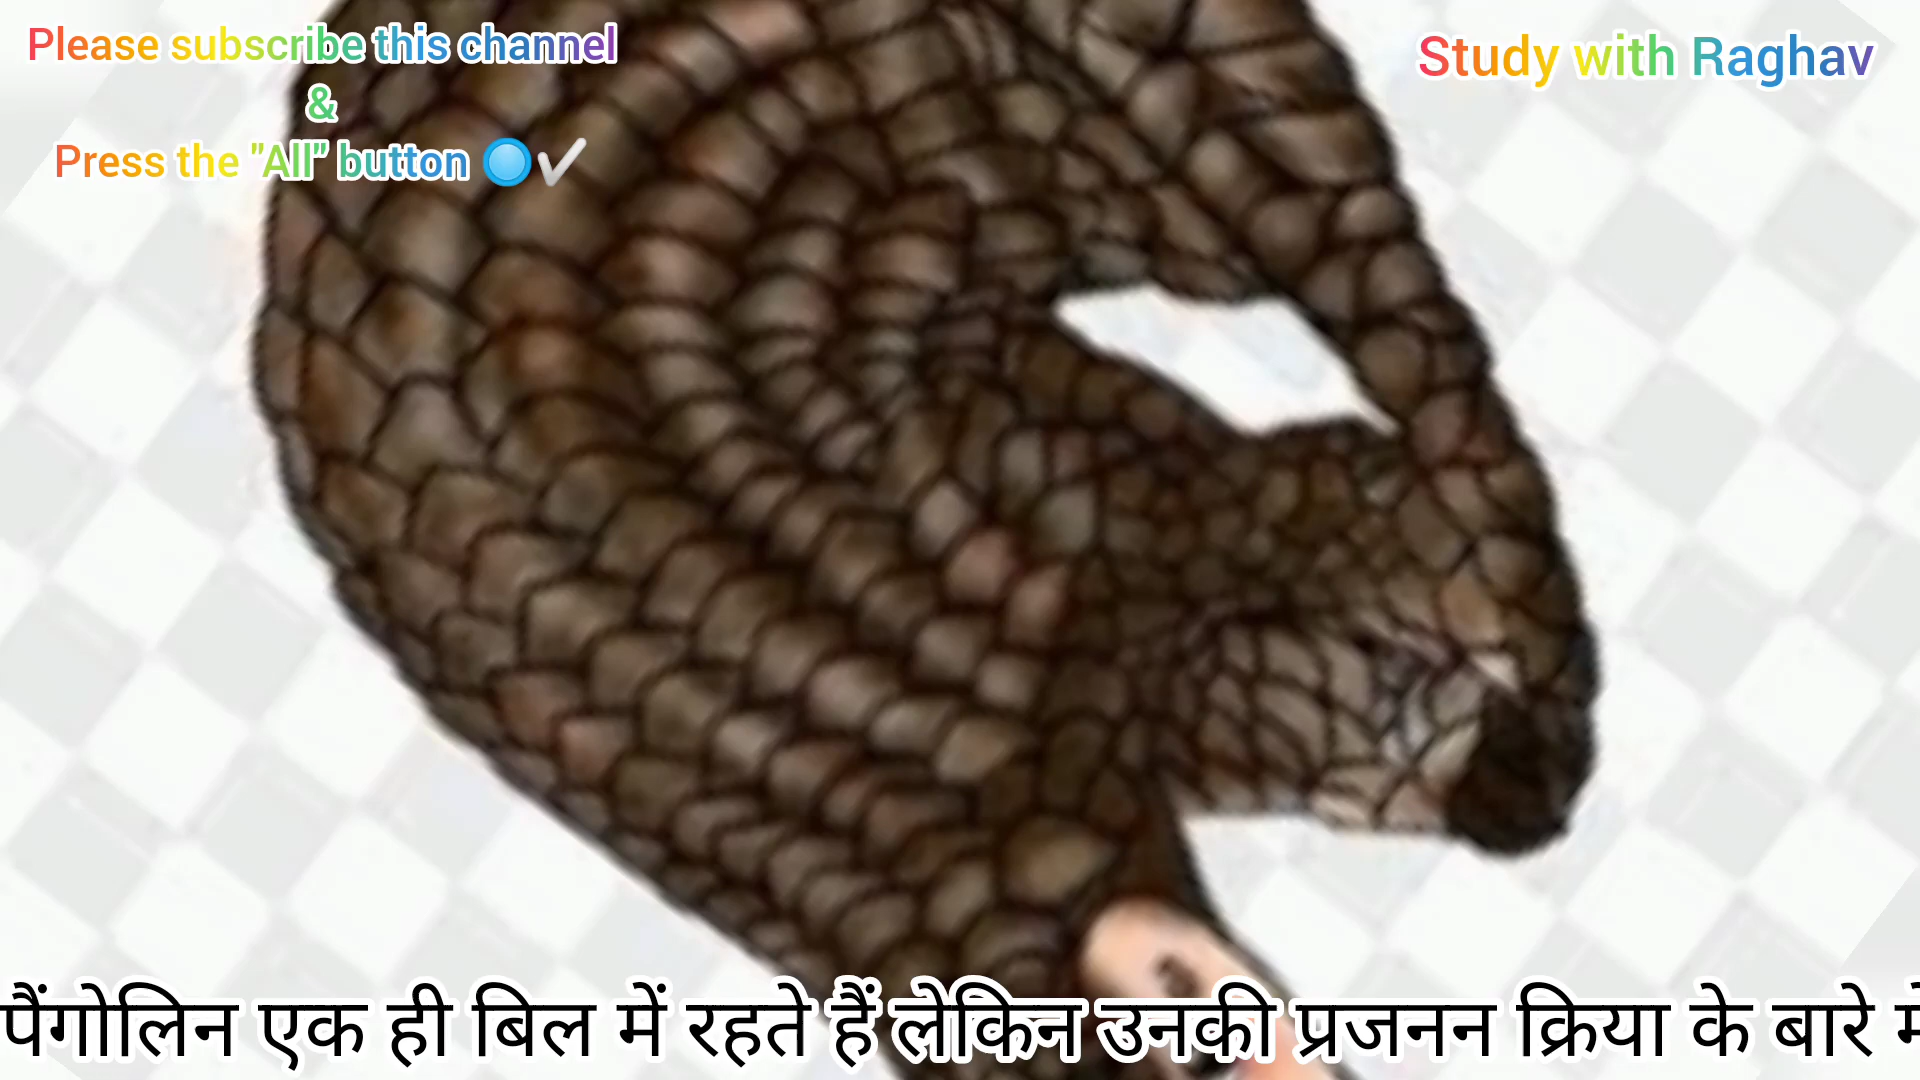 Please subscribe this channel
&
Press the "All" button
Study with Raghav
पैंगोलिन एक ही बिल में रहते हैं लेकिन उनकी प्रजनन क्रिया के बारे